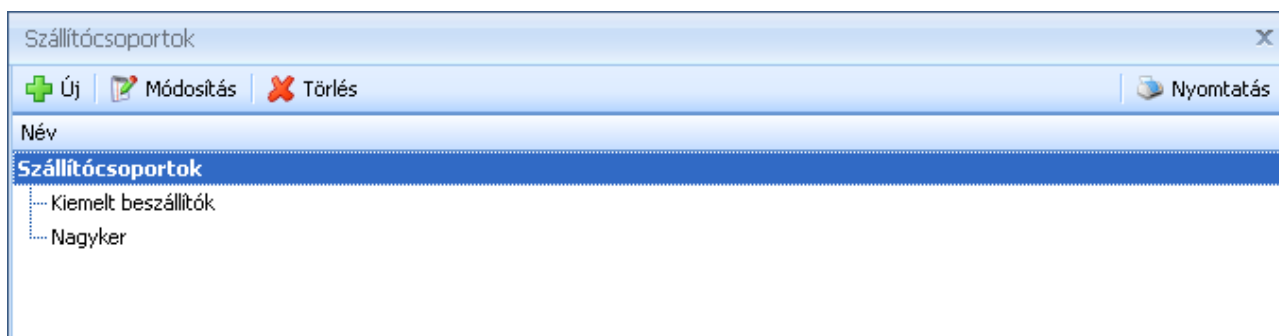 Szállítócsoportok
Új Módosítás Törlés Nyomtatás
Név
Szállítócsoportok
Kiemelt beszállítók
Nagyker